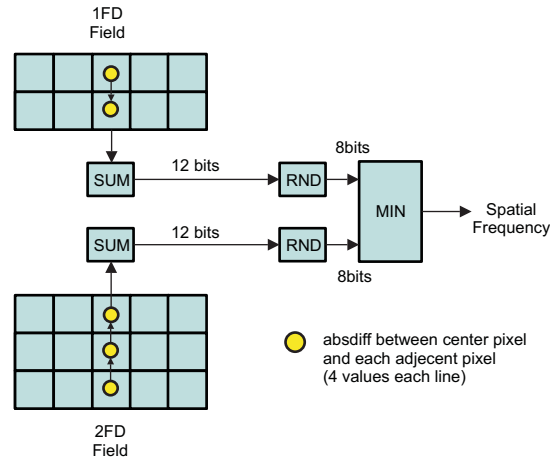 1FD
Field
SUM
12 bits
RND
8bits
MIN
Spatial
Frequency
SUM
12 bits
RND
8bits
absdiff between center pixel
and each adjecent pixel
(4 values each line)
2FD
Field